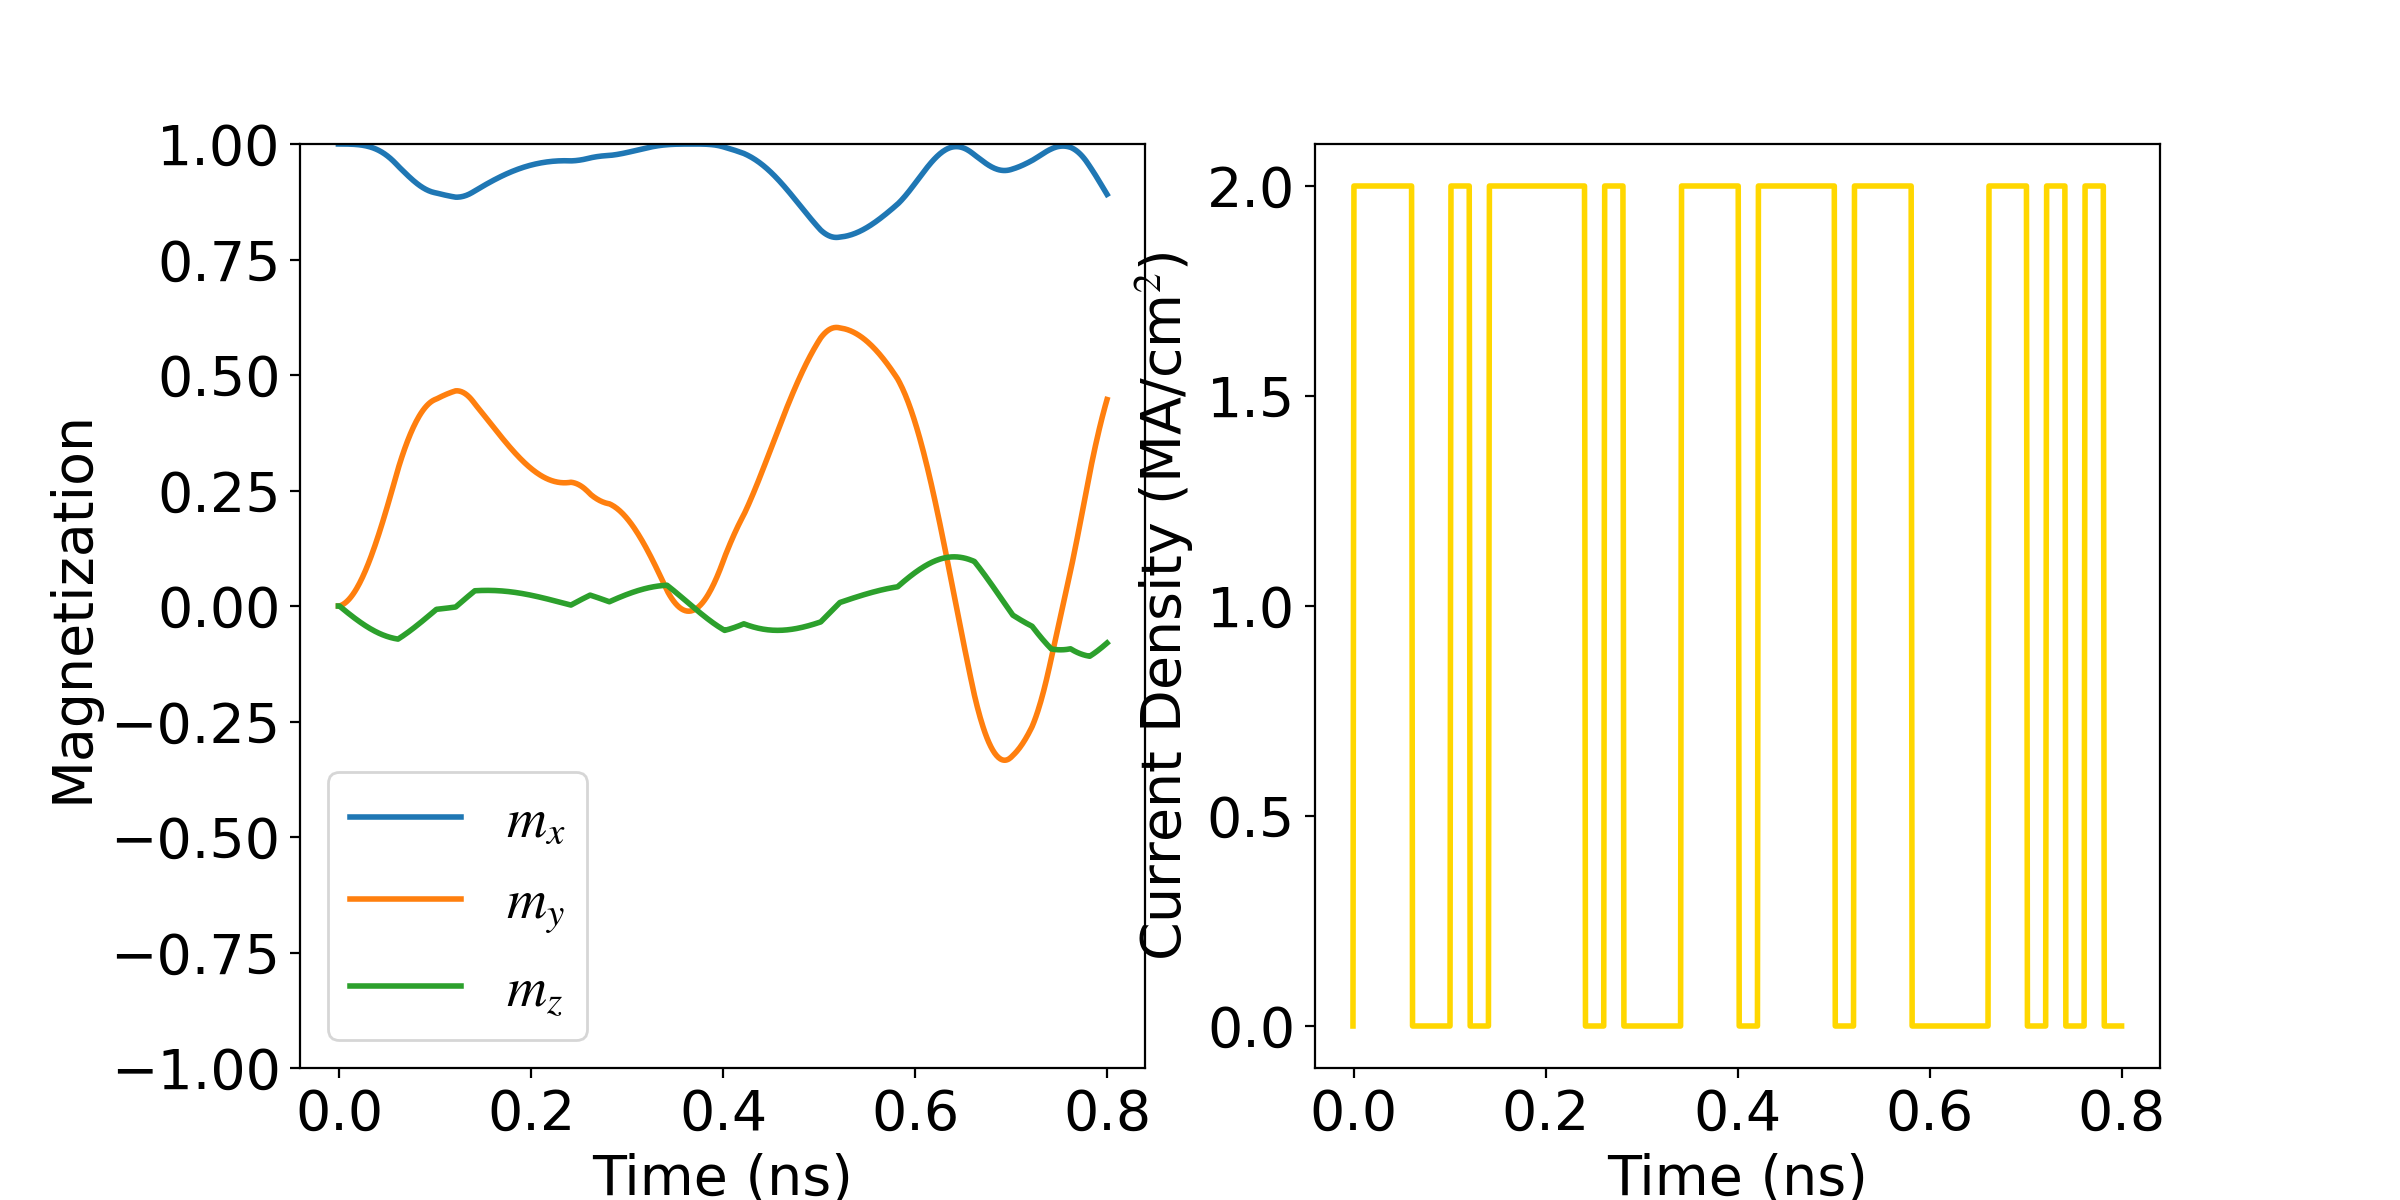 Magnetization
1.00
0.75
0.50
0.25
0.00
−0.25
−0.50
−0.75
−1.00
0.0 0.2 0.4 0.6 0.8
Time (ns)
m_x
m_y
m_z
Current Density (MA/cm²)
2.0
1.5
1.0
0.5
0.0
0.0 0.2 0.4 0.6 0.8
Time (ns)